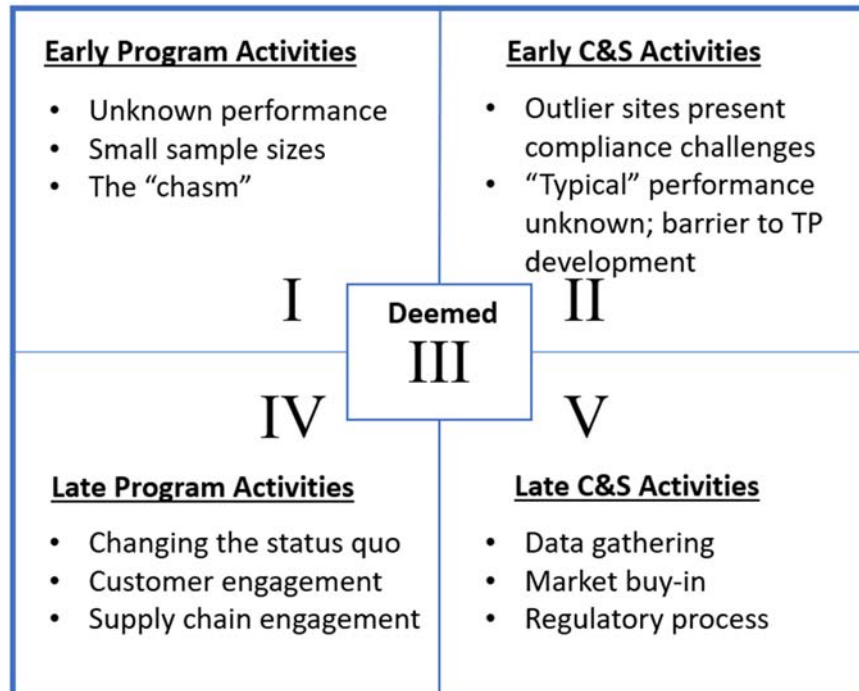 Early Program Activities
• Unknown performance
• Small sample sizes
• The “chasm”
I
Early C&S Activities
• Outlier sites present
compliance challenges
• “Typical” performance
unknown; barrier to TP
development
II
Deemed
III
IV
Late Program Activities
• Changing the status quo
• Customer engagement
• Supply chain engagement
V
Late C&S Activities
• Data gathering
• Market buy-in
• Regulatory process